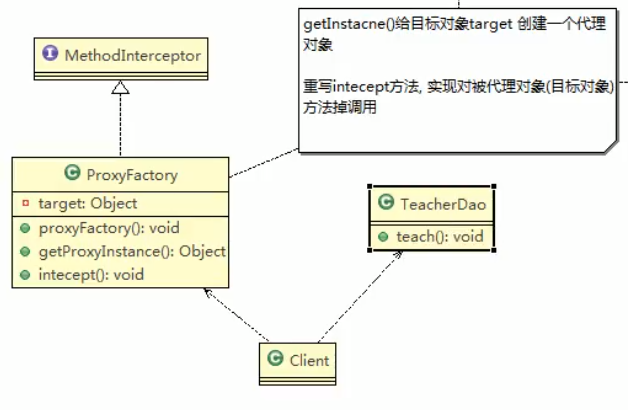 MethodInterceptor
getInstacne()给目标对象target 创建一个代理
对象
重写intecept方法, 实现对被代理对象(目标对象)
方法掉调用
ProxyFactory
target: Object
proxyFactory(): void
getProxyInstance(): Object
intecept(): void
TeacherDao
teach(): void
Client